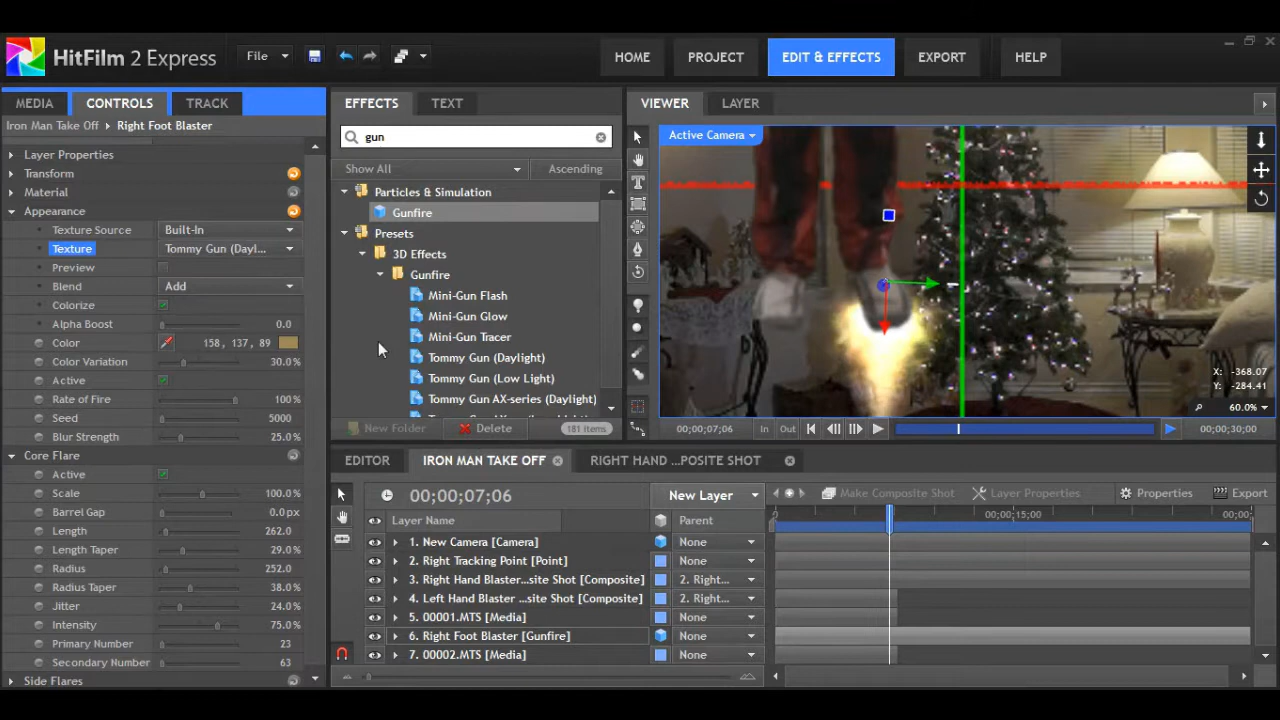 HitFilm 2 Express
File
HOME
PROJECT
EDIT & EFFECTS
EXPORT
HELP
MEDIA
CONTROLS
TRACK
Iron Man Take Off › Right Foot Blaster
Layer Properties
Transform
Material
Appearance
Texture Source Built-In
Texture Tommy Gun (Dayl...
Preview
Blend Add
Colorize
Alpha Boost 0.0
Color 158, 137, 89
Color Variation 30.0%
Active
Rate of Fire 100%
Seed 5000
Blur Strength 25.0%
Core Flare
Active
Scale 100.0%
Barrel Gap 0.0 px
Length 262.0
Length Taper 29.0%
Radius 252.0
Radius Taper 38.0%
Jitter 24.0%
Intensity 75.0%
Primary Number 23
Secondary Number 63
Side Flares
EFFECTS
TEXT
gun
Show All
Ascending
Particles & Simulation
Gunfire
Presets
3D Effects
Gunfire
Mini-Gun Flash
Mini-Gun Glow
Mini-Gun Tracer
Tommy Gun (Daylight)
Tommy Gun (Low Light)
Tommy Gun AX-series (Daylight)
New Folder
Delete
181 items
VIEWER
LAYER
Active Camera
X: -368.07
Y: -284.41
60.0%
00;00;07;06
In
Out
00;00;30;00
EDITOR
IRON MAN TAKE OFF
RIGHT HAND ...POSITE SHOT
00;00;07;06
New Layer
Make Composite Shot
Layer Properties
Properties
Export
Layer Name
Parent
0
00;00;15;00
00;00;
1. New Camera [Camera] None
2. Right Tracking Point [Point] None
3. Right Hand Blaster...site Shot [Composite] 2. Right...
4. Left Hand Blaster ...site Shot [Composite] 2. Right...
5. 00001.MTS [Media] None
6. Right Foot Blaster [Gunfire] None
7. 00002.MTS [Media] None